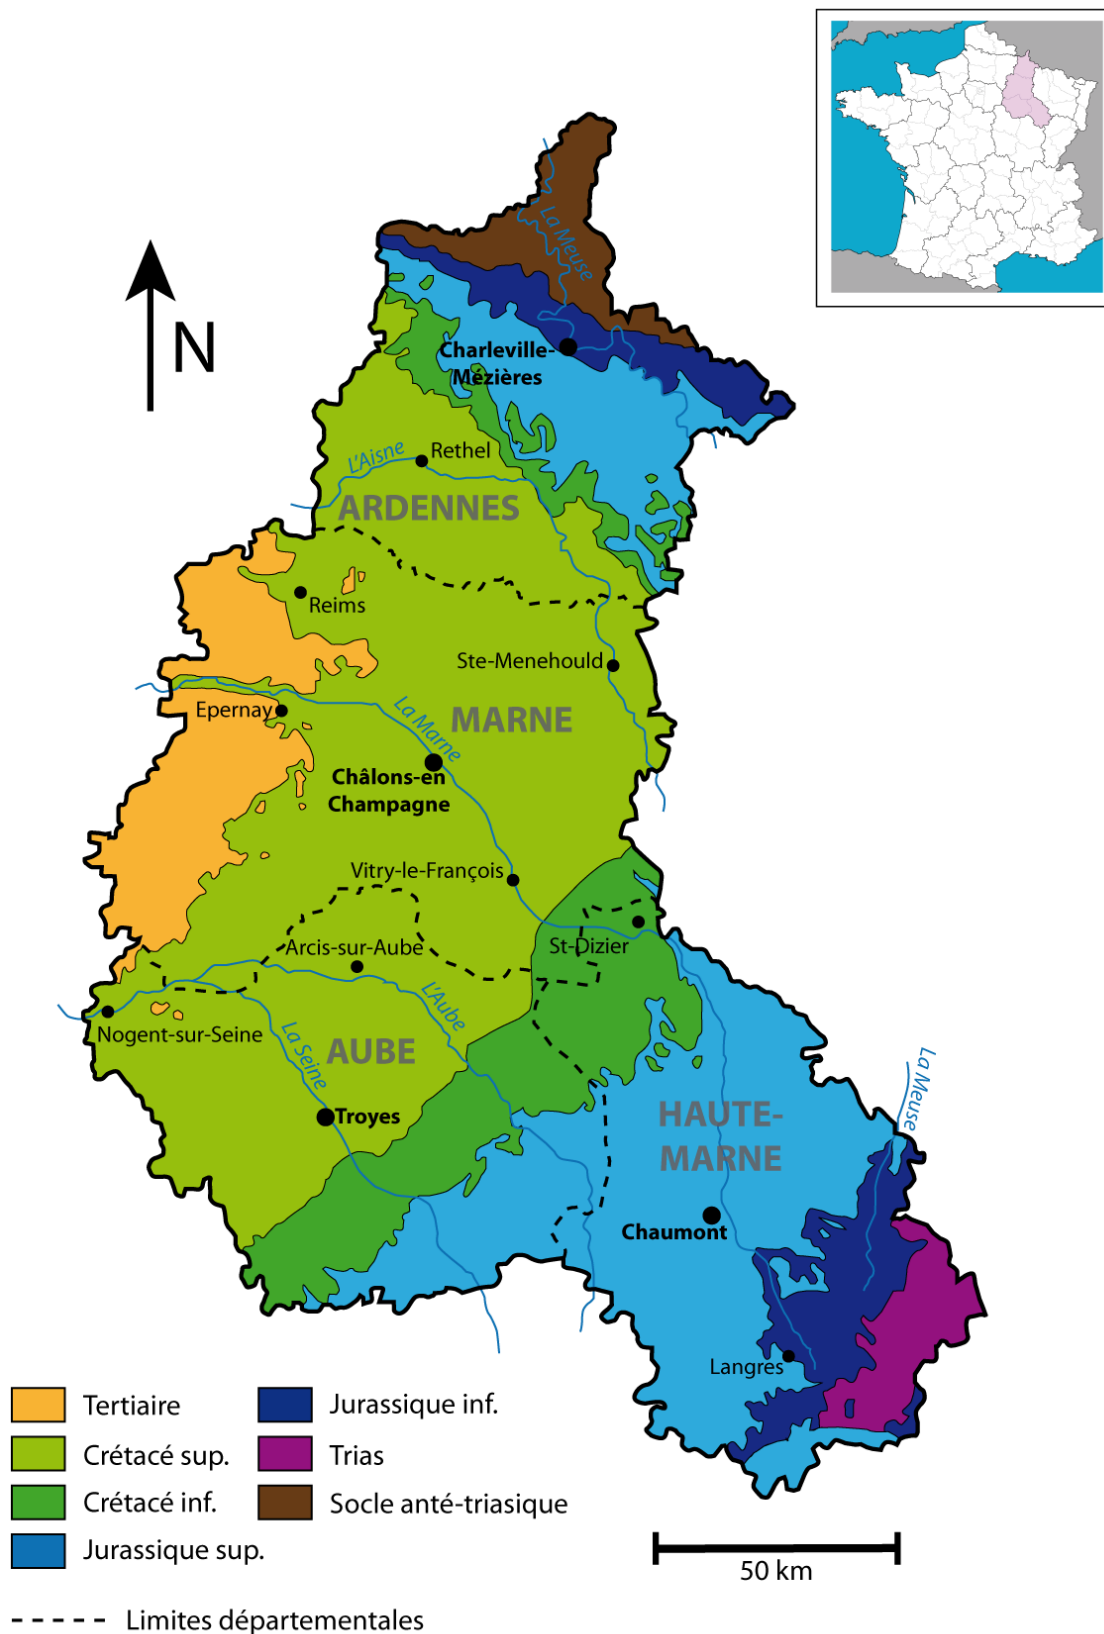 La Meuse
N
Charleville-
Mézières
Rethel
L'Aisne
ARDENNES
Reims
Ste-Menehould
Epernay
La Marne
MARNE
Châlons-en
Champagne
Vitry-le-François
Arcis-sur-Aube
St-Dizier
L'Aube
Nogent-sur-Seine
La Seine
AUBE
La Meuse
Troyes
HAUTE-
MARNE
Chaumont
Langres
Tertiaire
Crétacé sup.
Crétacé inf.
Jurassique sup.
Jurassique inf.
Trias
Socle anté-triasique
50 km
Limites départementales